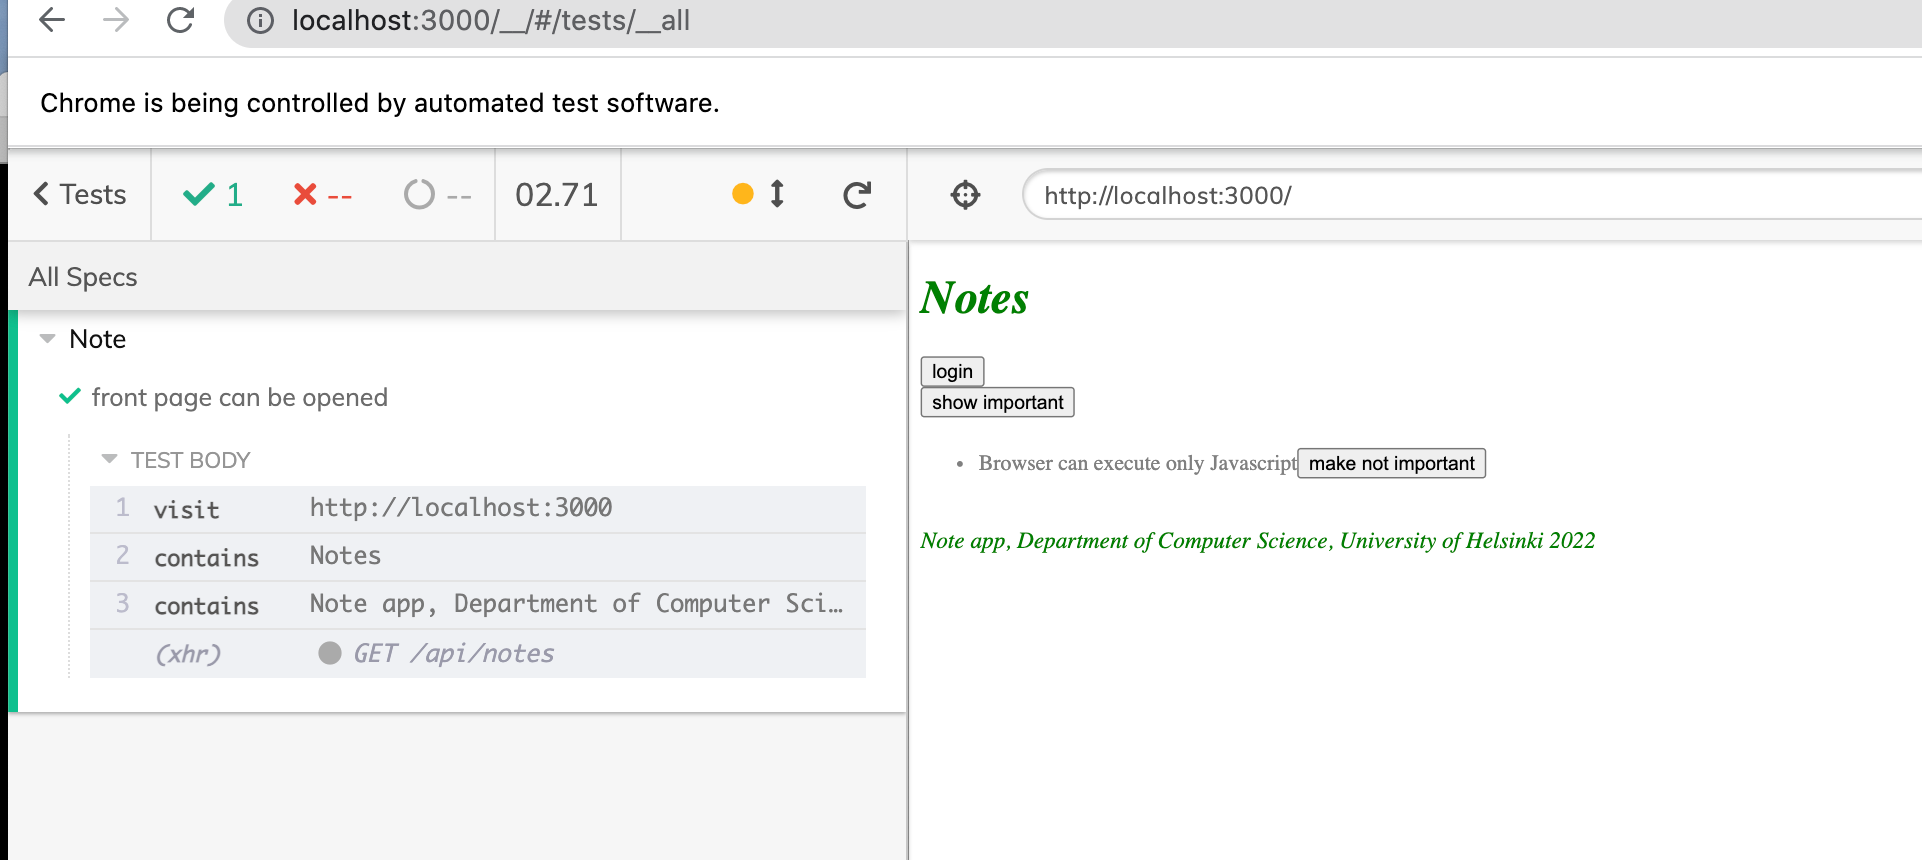 localhost:3000/__/#/tests/__all
Chrome is being controlled by automated test software.
Tests 1 -- -- 02.71
http://localhost:3000/
All Specs
Note
front page can be opened
TEST BODY
1 visit http://localhost:3000
2 contains Notes
3 contains Note app, Department of Computer Sci…
(xhr) GET /api/notes
Notes
login
show important
• Browser can execute only Javascript make not important
Note app, Department of Computer Science, University of Helsinki 2022